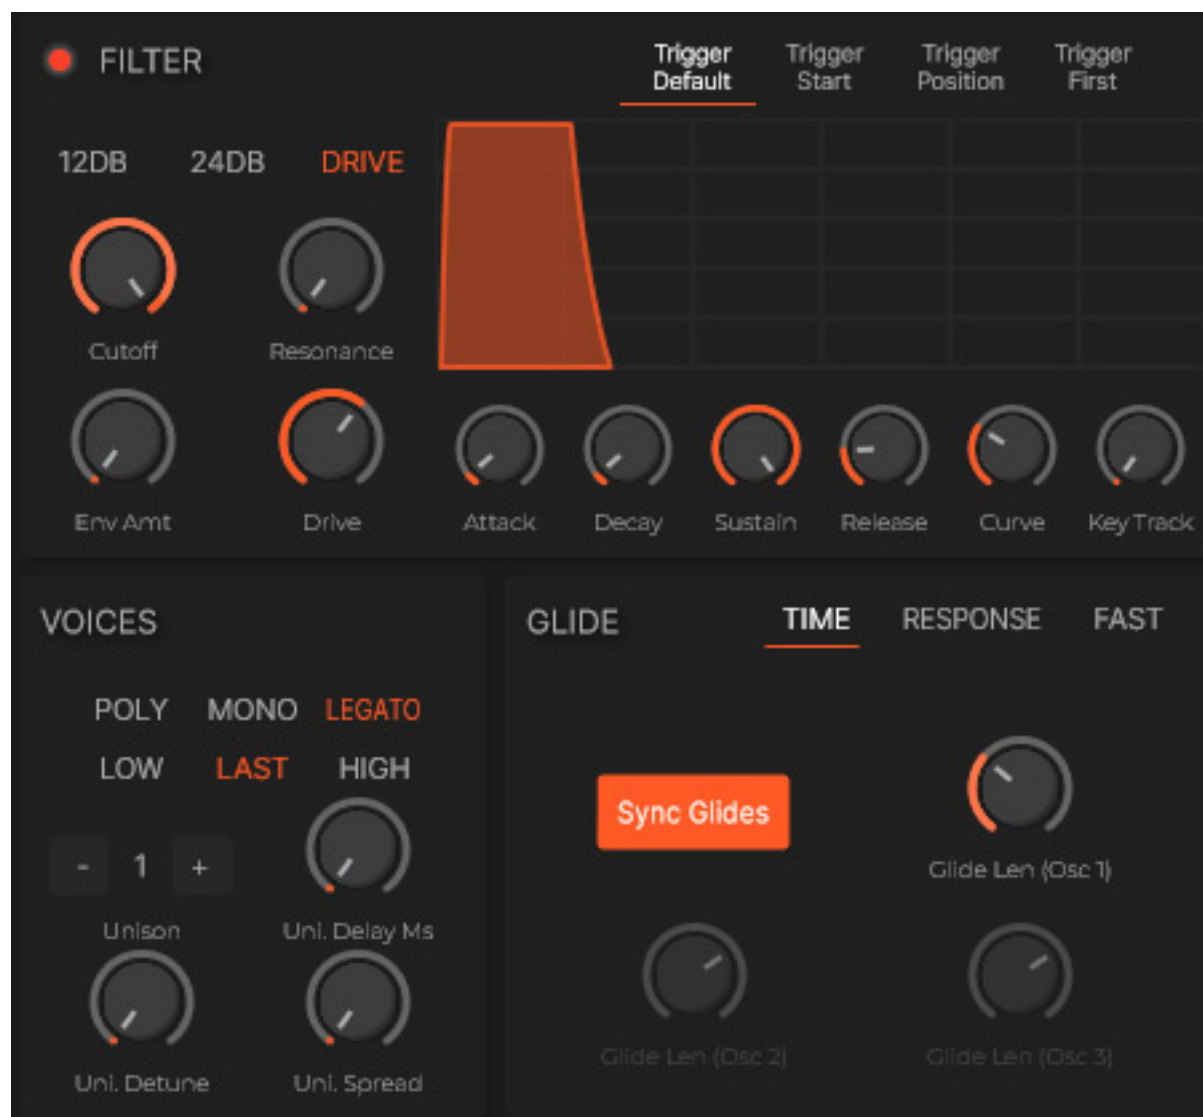 FILTER
Trigger Default
Trigger Start
Trigger Position
Trigger First
12DB 24DB DRIVE
Cutoff Resonance
Env Amt Drive Attack Decay Sustain Release Curve Key Track
VOICES
POLY MONO LEGATO
LOW LAST HIGH
- 1 +
Unison Uni. Delay Ms
Uni. Detune Uni. Spread
GLIDE TIME RESPONSE FAST
Sync Glides
Glide Len (Osc 1)
Glide Len (Osc 2) Glide Len (Osc 3)